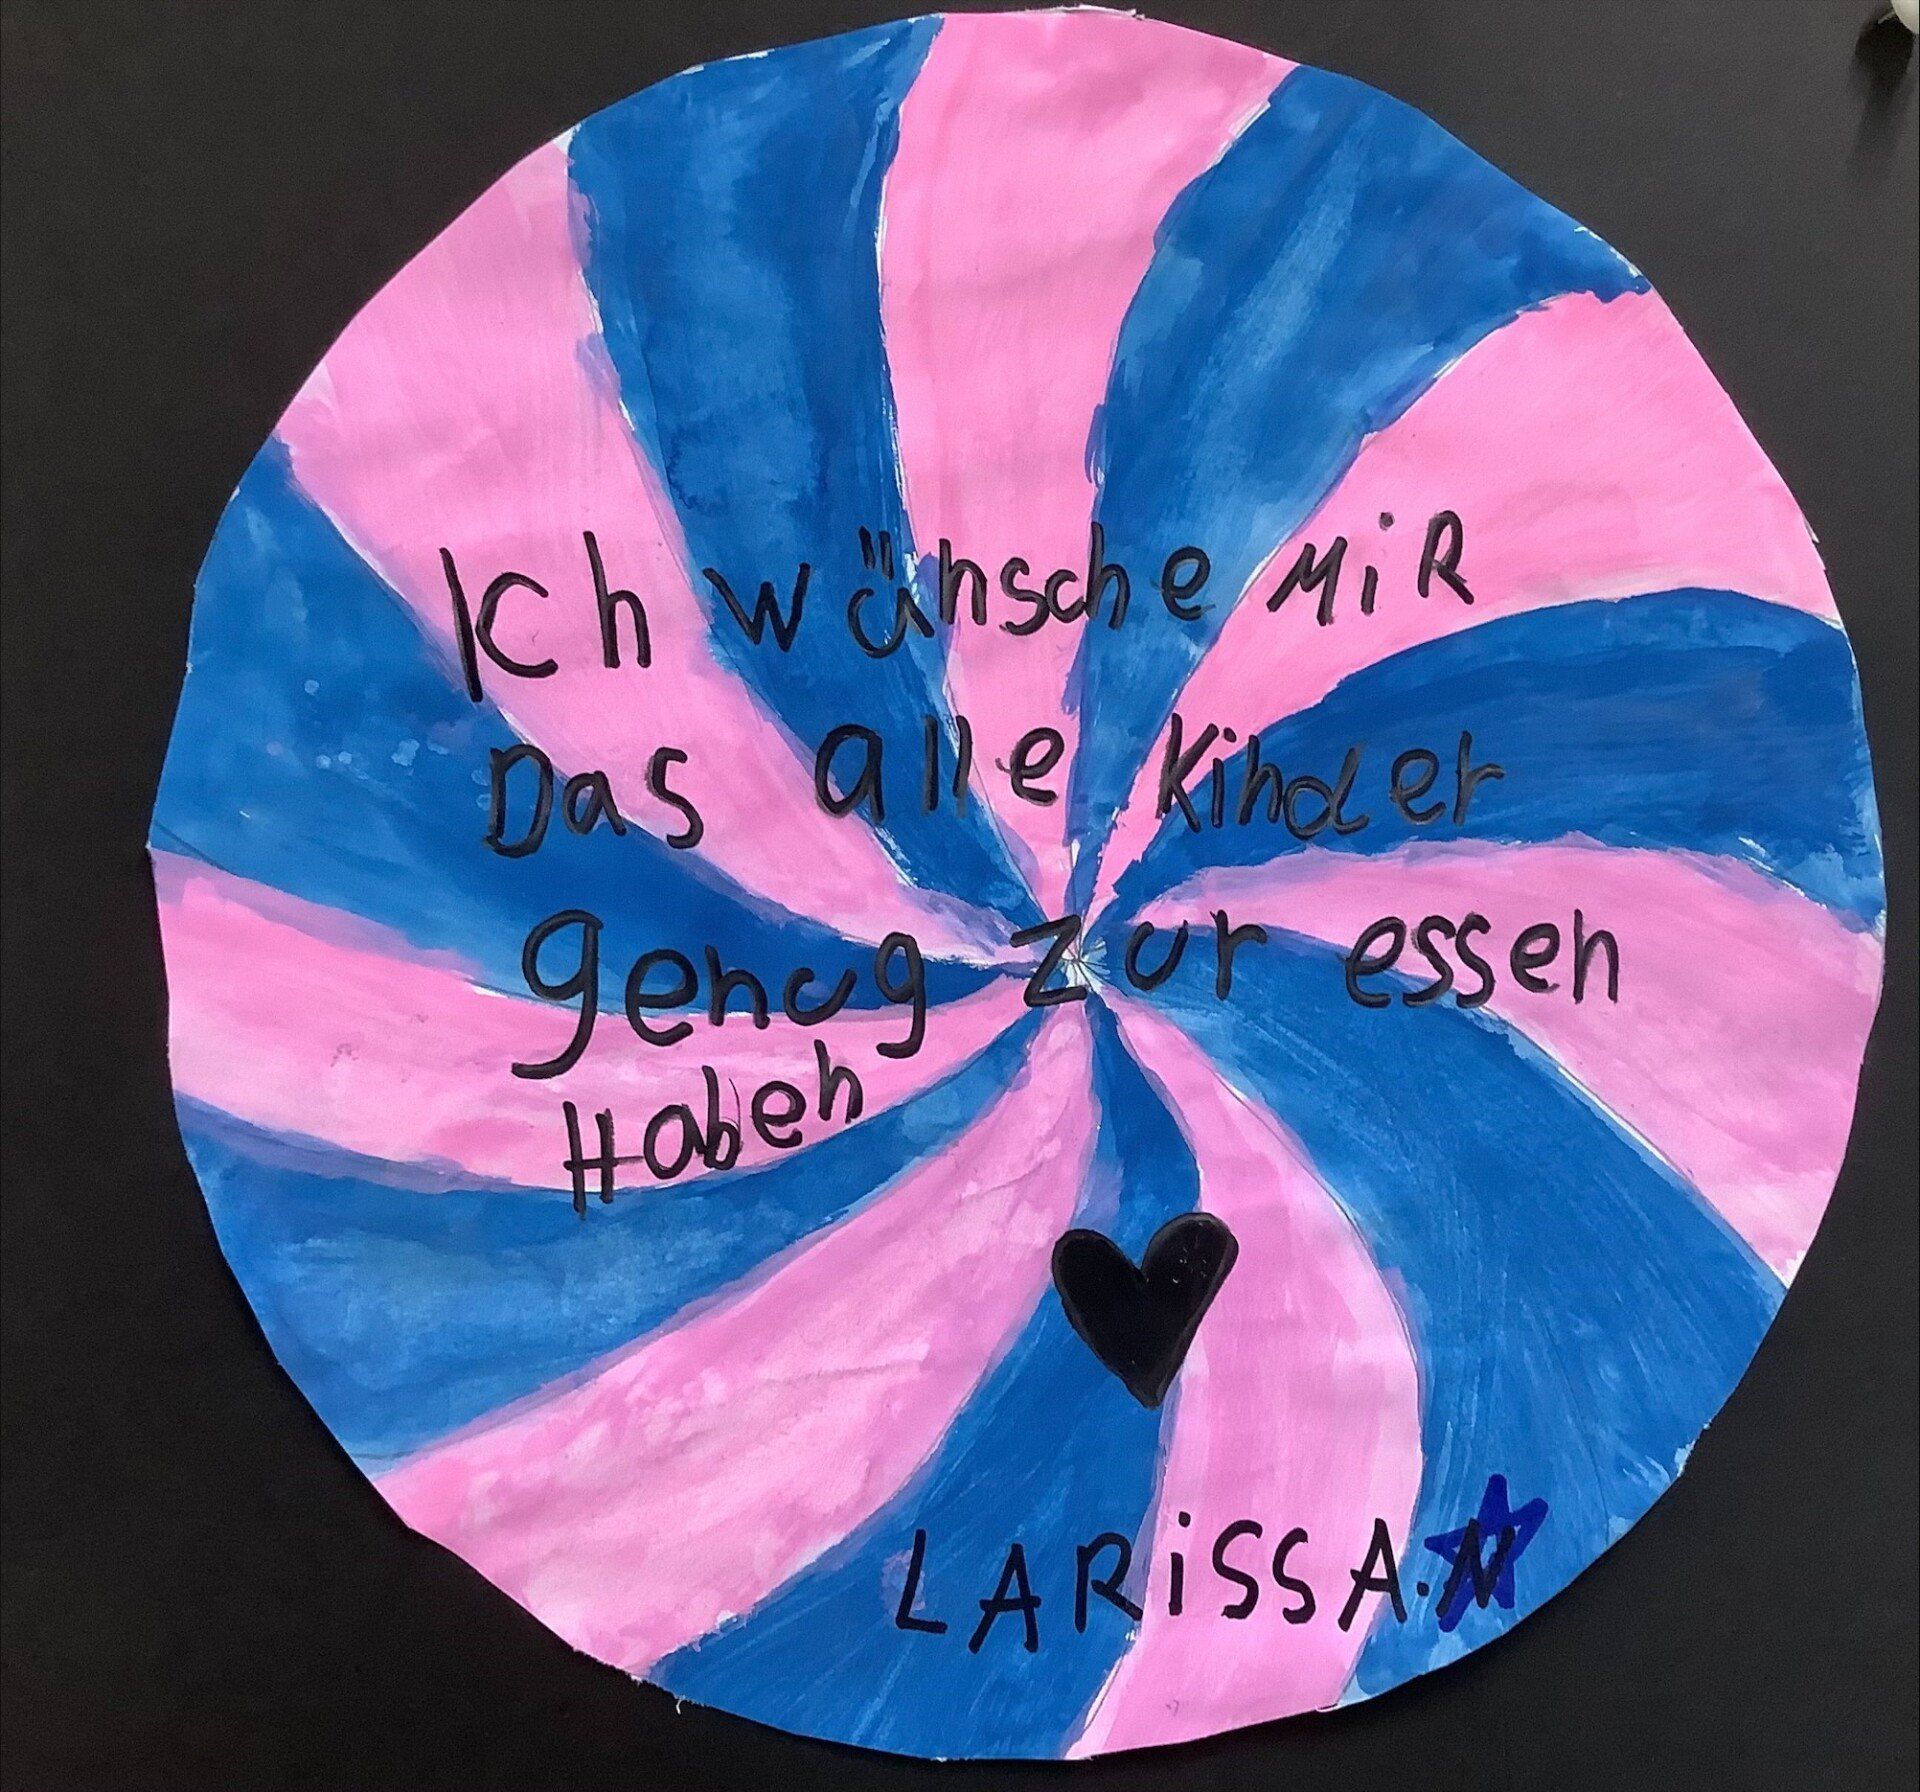 Ich wünsche MiR
Das alle Kinder
genug zur essen
Haben
LARiSSA.N